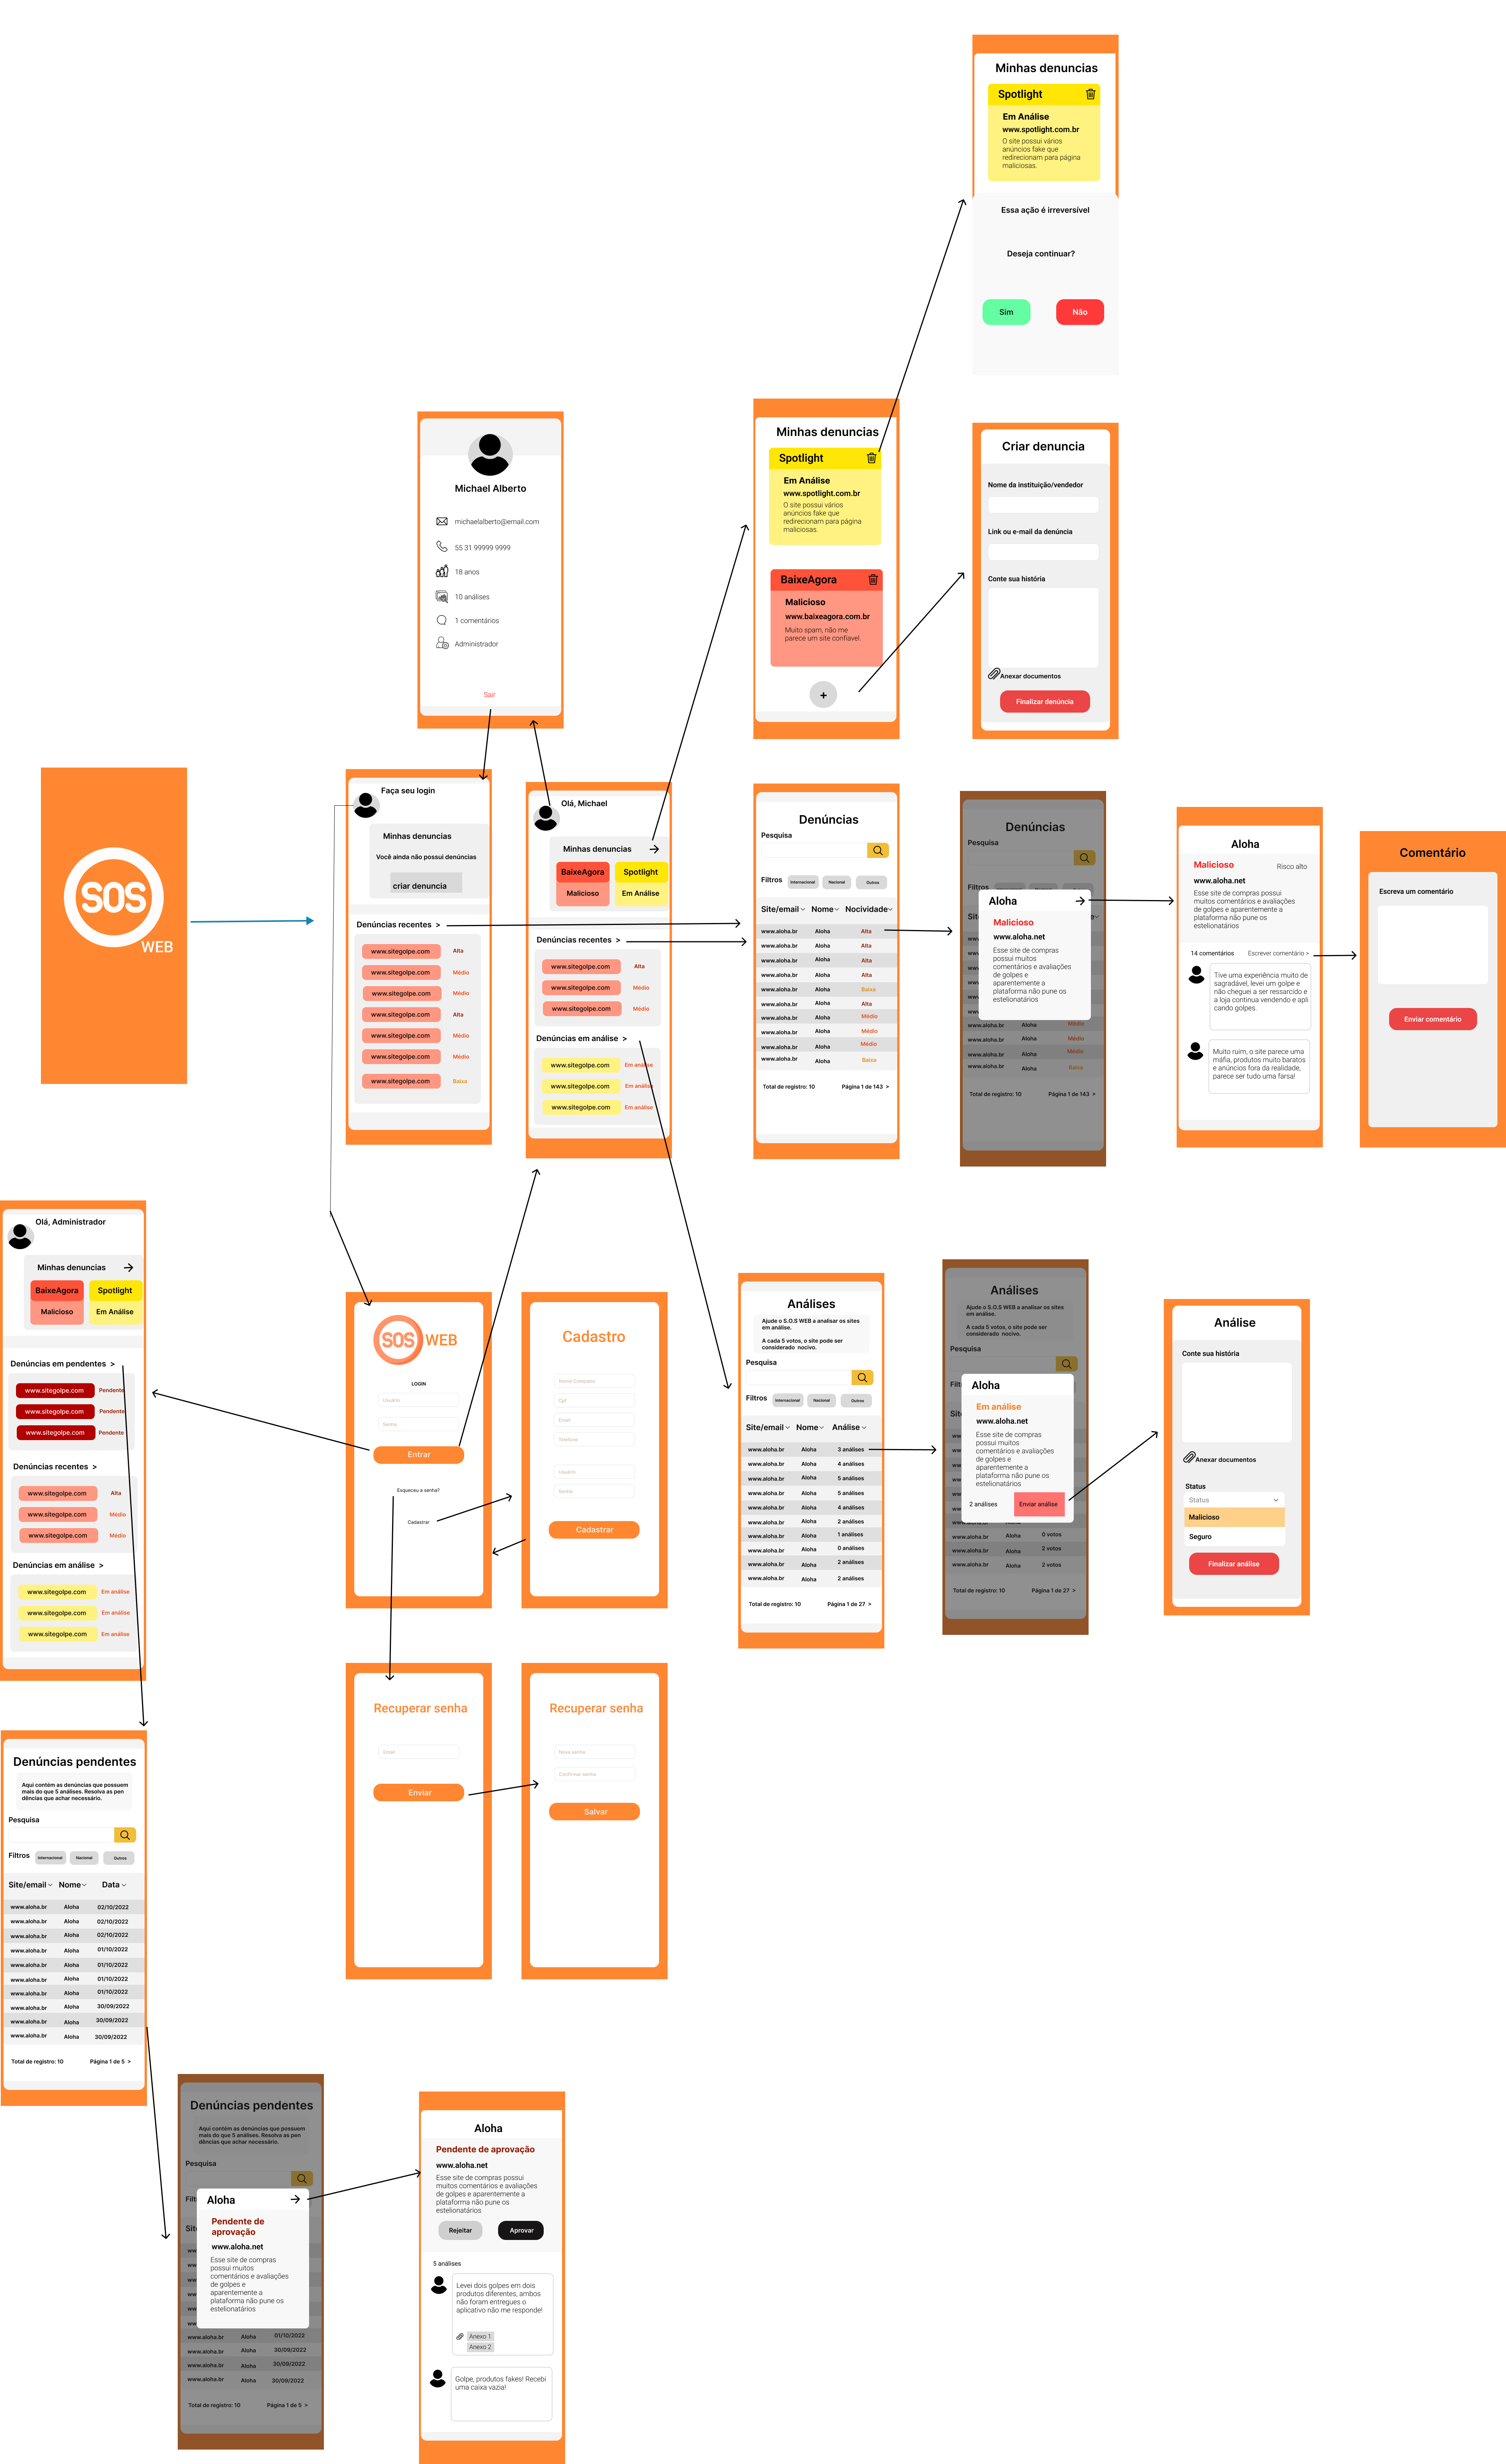 Minhas denuncias
Spotlight
Em Análise
www.spotlight.com.br
O site possui vários
anúncios fake que
redirecionam para página
maliciosas.
Essa ação é irreversível
Deseja continuar?
Sim
Não
Michael Alberto
michaelalberto@email.com
55 31 99999 9999
18 anos
10 análises
1 comentários
Administrador
Sair
Minhas denuncias
Spotlight
Em Análise
www.spotlight.com.br
O site possui vários
anúncios fake que
redirecionam para página
maliciosas.
BaixeAgora
Malicioso
www.baixeagora.com.br
Muito spam, não me
parece um site confiavel.
+
Criar denuncia
Nome da instituição/vendedor
Link ou e-mail da denúncia
Conte sua história
Anexar documentos
Finalizar denúncia
SOS
WEB
Faça seu login
Minhas denuncias
Você ainda não possui denúncias
criar denuncia
Denúncias recentes >
www.sitegolpe.com Alta
www.sitegolpe.com Médio
www.sitegolpe.com Médio
www.sitegolpe.com Alta
www.sitegolpe.com Médio
www.sitegolpe.com Médio
www.sitegolpe.com Baixa
Olá, Michael
Minhas denuncias
BaixeAgora Spotlight
Malicioso Em Análise
Denúncias recentes >
www.sitegolpe.com Alta
www.sitegolpe.com Médio
www.sitegolpe.com Médio
Denúncias em análise >
www.sitegolpe.com Em análise
www.sitegolpe.com Em análise
www.sitegolpe.com Em análise
Denúncias
Pesquisa
Filtros Internacional Nacional Outros
Site/email Nome Nocividade
www.aloha.br Aloha Alta
www.aloha.br Aloha Alta
www.aloha.br Aloha Alta
www.aloha.br Aloha Alta
www.aloha.br Aloha Baixa
www.aloha.br Aloha Alta
www.aloha.br Aloha Médio
www.aloha.br Aloha Médio
www.aloha.br Aloha Médio
www.aloha.br Aloha Baixa
Total de registro: 10 Página 1 de 143 >
Denúncias
Pesquisa
Filtros
Aloha
Malicioso
www.aloha.net
Esse site de compras
possui muitos
comentários e avaliações
de golpes e
aparentemente a
plataforma não pune os
estelionatários
www.aloha.br Aloha Médio
www.aloha.br Aloha Médio
www.aloha.br Aloha Médio
www.aloha.br Aloha Baixa
Total de registro: 10 Página 1 de 143 >
Aloha
Malicioso Risco alto
www.aloha.net
Esse site de compras possui
muitos comentários e avaliações
de golpes e aparentemente a
plataforma não pune os
estelionatários
14 comentários Escrever comentário >
Tive uma experiência muito de
sagradável, levei um golpe e
não cheguei a ser ressarcido e
a loja continua vendendo e apli
cando golpes.
Muito ruim, o site parece uma
máfia, produtos muito baratos
e anúncios fora da realidade,
parece ser tudo uma farsa!
Comentário
Escreva um comentário
Enviar comentário
Olá, Administrador
Minhas denuncias
BaixeAgora Spotlight
Malicioso Em Análise
Denúncias em pendentes >
www.sitegolpe.com Pendente
www.sitegolpe.com Pendente
www.sitegolpe.com Pendente
Denúncias recentes >
www.sitegolpe.com Alta
www.sitegolpe.com Médio
www.sitegolpe.com Médio
Denúncias em análise >
www.sitegolpe.com Em análise
www.sitegolpe.com Em análise
www.sitegolpe.com Em análise
SOS WEB
LOGIN
Usuário
Senha
Entrar
Esqueceu a senha?
Cadastrar
Cadastro
Nome Completo
Cpf
Email
Telefone
Usuário
Senha
Cadastrar
Análises
Ajude o S.O.S WEB a analisar os sites
em análise.
A cada 5 votos, o site pode ser
considerado nocivo.
Pesquisa
Filtros Internacional Nacional Outros
Site/email Nome Análise
www.aloha.br Aloha 3 análises
www.aloha.br Aloha 4 análises
www.aloha.br Aloha 5 análises
www.aloha.br Aloha 5 análises
www.aloha.br Aloha 4 análises
www.aloha.br Aloha 2 análises
www.aloha.br Aloha 1 análises
www.aloha.br Aloha 0 análises
www.aloha.br Aloha 2 análises
www.aloha.br Aloha 2 análises
Total de registro: 10 Página 1 de 27 >
Análises
Ajude o S.O.S WEB a analisar os sites
em análise.
A cada 5 votos, o site pode ser
considerado nocivo.
Pesquisa
Aloha
Em análise
www.aloha.net
Esse site de compras
possui muitos
comentários e avaliações
de golpes e
aparentemente a
plataforma não pune os
estelionatários
2 análises Enviar análise
www.aloha.br Aloha 0 votos
www.aloha.br Aloha 2 votos
www.aloha.br Aloha 2 votos
Total de registro: 10 Página 1 de 27 >
Análise
Conte sua história
Anexar documentos
Status
Status
Malicioso
Seguro
Finalizar análise
Recuperar senha
Email
Enviar
Recuperar senha
Nova senha
Confirmar senha
Salvar
Denúncias pendentes
Aqui contém as denúncias que possuem
mais do que 5 análises. Resolva as pen
dências que achar necessário.
Pesquisa
Filtros Internacional Nacional Outros
Site/email Nome Data
www.aloha.br Aloha 02/10/2022
www.aloha.br Aloha 02/10/2022
www.aloha.br Aloha 02/10/2022
www.aloha.br Aloha 01/10/2022
www.aloha.br Aloha 01/10/2022
www.aloha.br Aloha 01/10/2022
www.aloha.br Aloha 01/10/2022
www.aloha.br Aloha 30/09/2022
www.aloha.br Aloha 30/09/2022
www.aloha.br Aloha 30/09/2022
Total de registro: 10 Página 1 de 5 >
Denúncias pendentes
Aqui contém as denúncias que possuem
mais do que 5 análises. Resolva as pen
dências que achar necessário.
Pesquisa
Aloha
Pendente de
aprovação
www.aloha.net
Esse site de compras
possui muitos
comentários e avaliações
de golpes e
aparentemente a
plataforma não pune os
estelionatários
www.aloha.br Aloha 01/10/2022
www.aloha.br Aloha 30/09/2022
www.aloha.br Aloha 30/09/2022
www.aloha.br Aloha 30/09/2022
Total de registro: 10 Página 1 de 5 >
Aloha
Pendente de aprovação
www.aloha.net
Esse site de compras possui
muitos comentários e avaliações
de golpes e aparentemente a
plataforma não pune os
estelionatários
Rejeitar Aprovar
5 análises
Levei dois golpes em dois
produtos diferentes, ambos
não foram entregues o
aplicativo não me responde!
Anexo 1
Anexo 2
Golpe, produtos fakes! Recebi
uma caixa vazia!